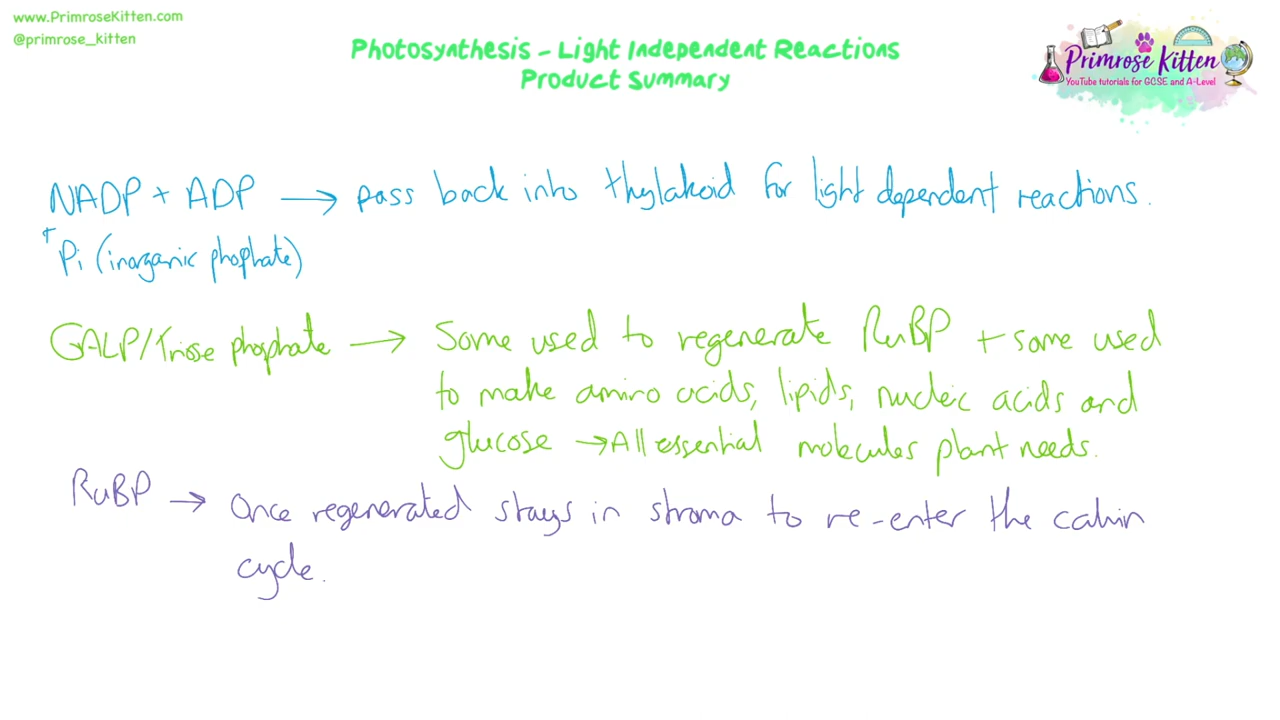 www.PrimroseKitten.com
@primrose_kitten
Photosynthesis - Light Independent Reactions
Product Summary
Primrose Kitten
YouTube tutorials for GCSE and A-Level
NADP + ADP → pass back into thylakoid for light dependent reactions.
+ Pi (inorganic phophate)
GALP/Triose phosphate → Some used to regenerate RuBP + some used
to make amino acids, lipids, nucleic acids and
glucose → All essential molecules plant needs.
RuBP → Once regenerated stays in stroma to re-enter the calvin
cycle.